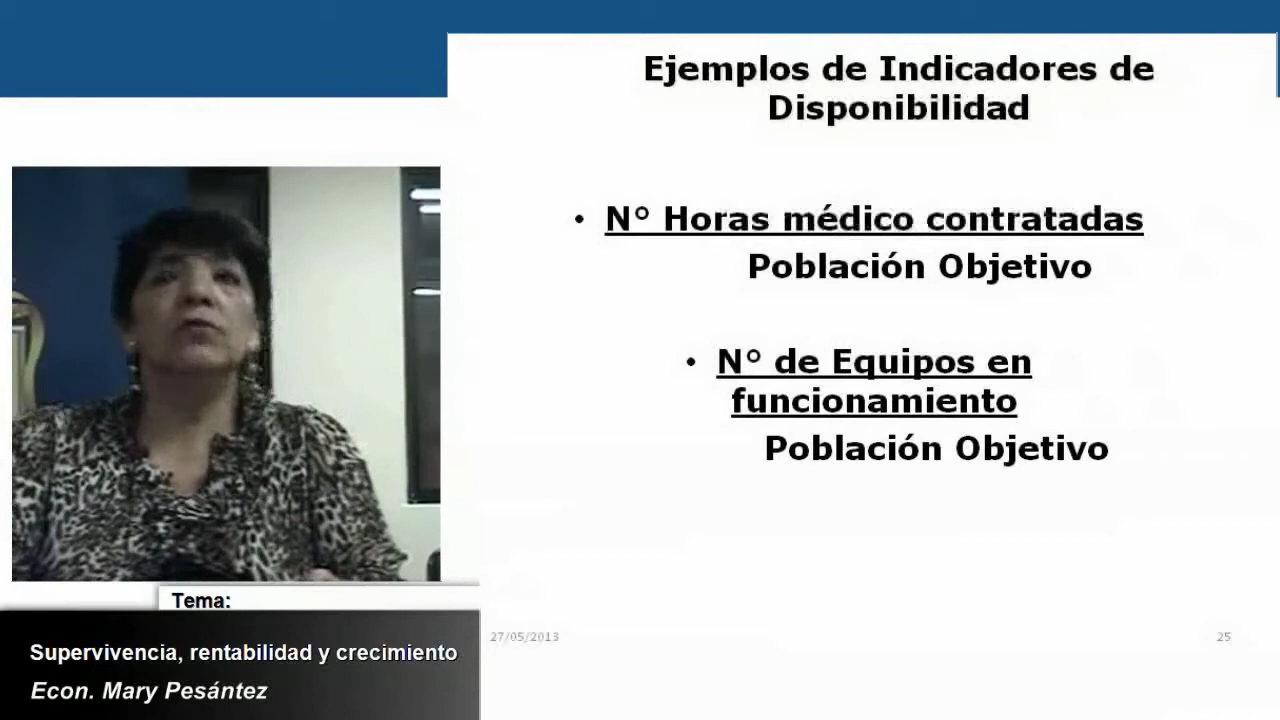 Ejemplos de Indicadores de
Disponibilidad
• N° Horas médico contratadas
Población Objetivo
• N° de Equipos en
funcionamiento
Población Objetivo
Tema:
Supervivencia, rentabilidad y crecimiento
Econ. Mary Pesántez
27/05/2013
25